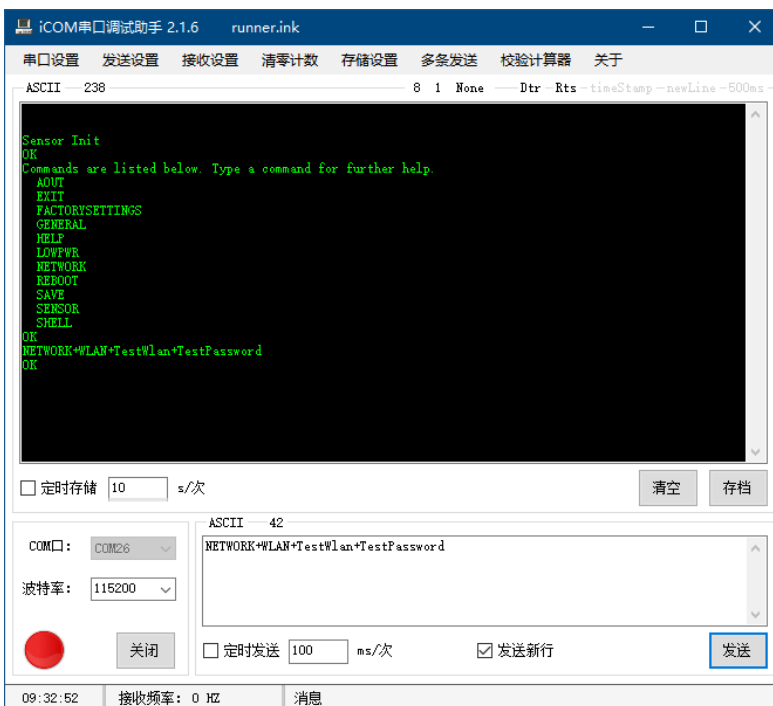 iCOM串口调试助手 2.1.6 runner.ink
串口设置 发送设置 接收设置 清零计数 存储设置 多条发送 校验计算器 关于
ASCII 238 8 1 None Dtr Rts timeStamp newLine 500ms
Sensor Init
OK
Commands are listed below. Type a command for further help.
AOUT
EXIT
FACTORYSETTINGS
GENERAL
HELP
LOWPWR
NETWORK
REBOOT
SAVE
SENSOR
SHELL
OK
NETWORK+WLAN+TestWlan+TestPassword
OK
定时存储 10 s/次 清空 存档
ASCII 42
COM口: COM26
NETWORK+WLAN+TestWlan+TestPassword
波特率: 115200
关闭 定时发送 100 ms/次 发送新行 发送
09:32:52 接收频率: 0 HZ 消息